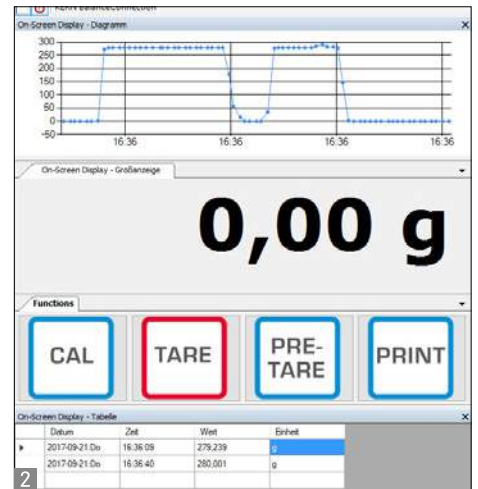 KERN BalanceConnection
On-Screen Display - Diagramm
300
250
200
150
100
50
0
-50
16:36 16:36 16:36 16:36
On-Screen Display - Großanzeige
0,00 g
Functions
CAL TARE PRE-TARE PRINT
On-Screen Display - Tabelle
Datum Zeit Wert Einheit
2017-09-21:Do 16:36:09 279,239 g
2017-09-21:Do 16:36:40 280,001 g
2